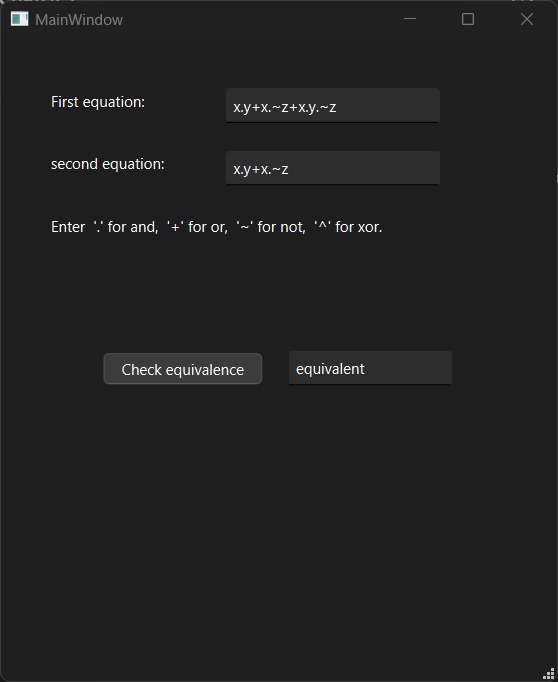 MainWindow
First equation: x.y+x.~z+x.y.~z
second equation: x.y+x.~z
Enter '.' for and, '+' for or, '~' for not, '^' for xor.
Check equivalence equivalent